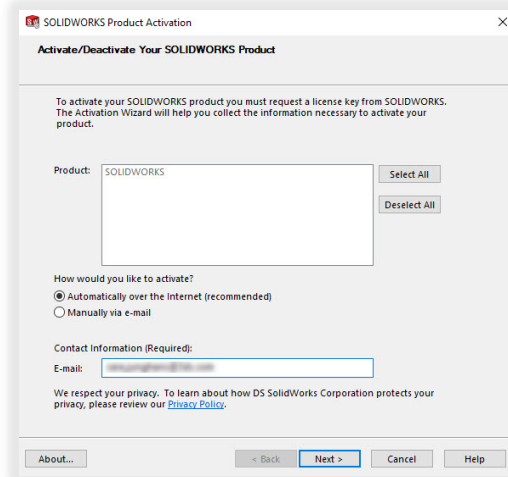 SOLIDWORKS Product Activation
Activate/Deactivate Your SOLIDWORKS Product
To activate your SOLIDWORKS product you must request a license key from SOLIDWORKS.
The Activation Wizard will help you collect the information necessary to activate your
product.
Product:
SOLIDWORKS
Select All
Deselect All
How would you like to activate?
Automatically over the Internet (recommended)
Manually via e-mail
Contact Information (Required):
E-mail:
We respect your privacy. To learn about how DS SolidWorks Corporation protects your
privacy, please review our Privacy Policy.
About...
< Back
Next >
Cancel
Help